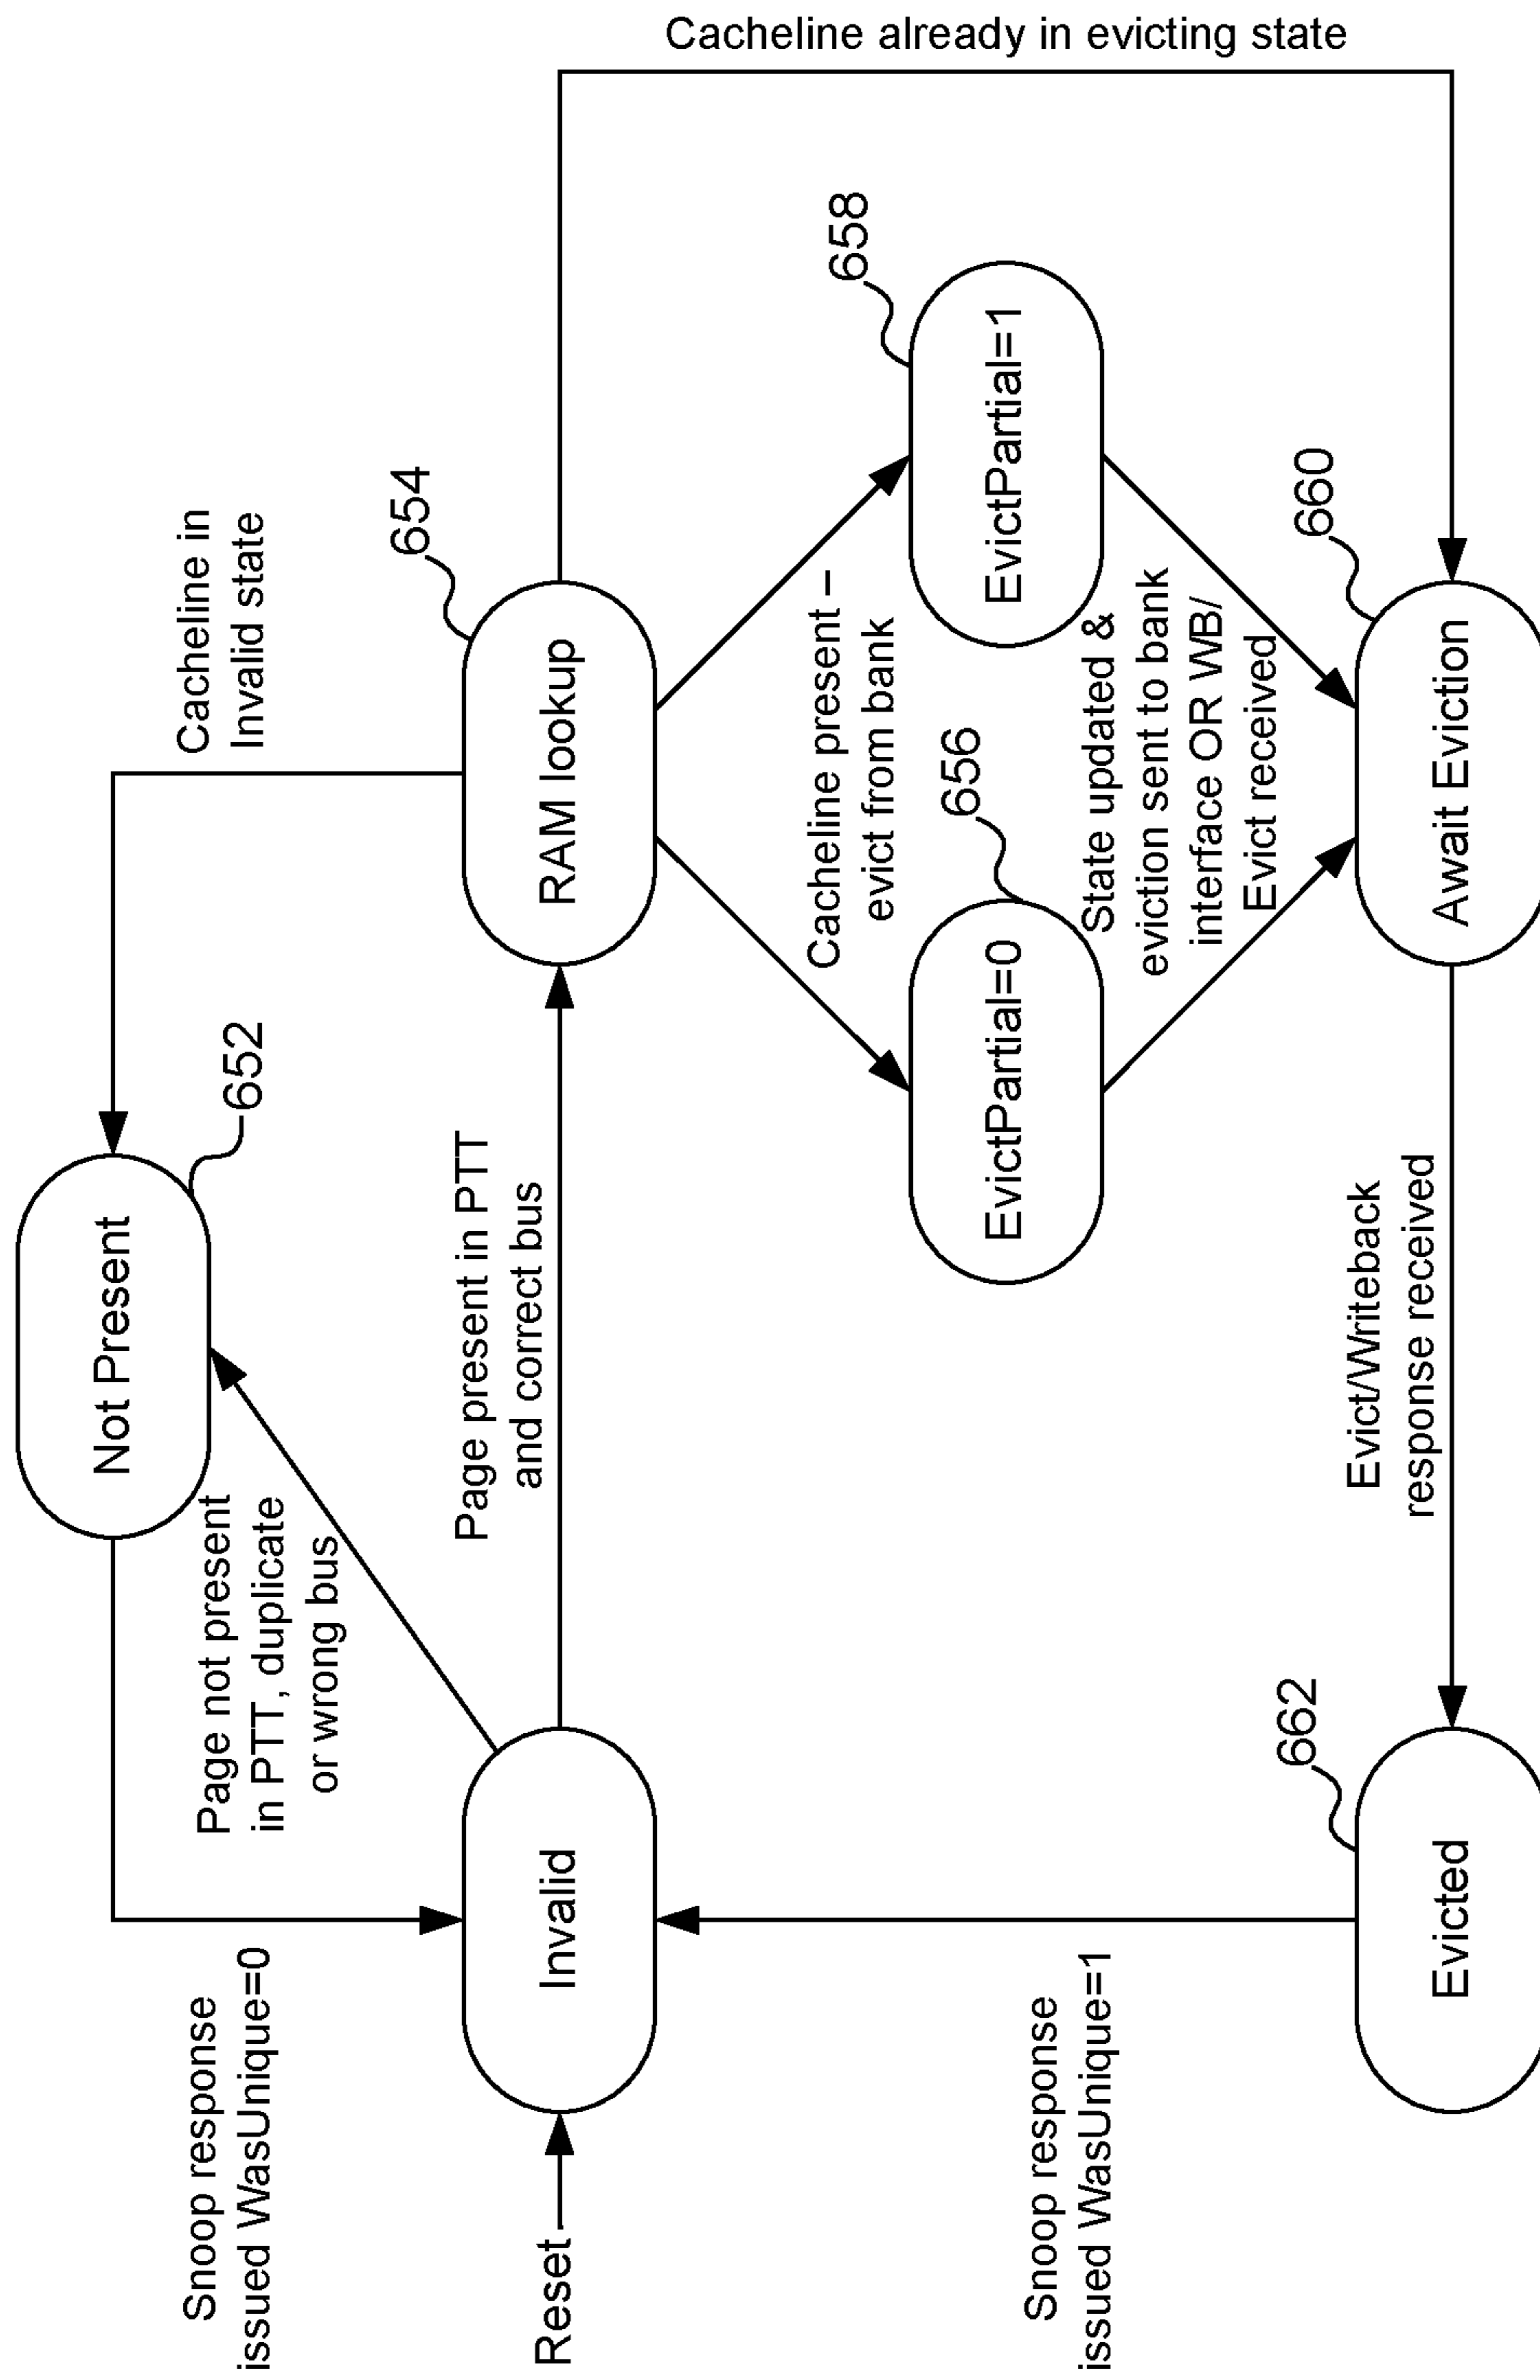 Cacheline already in evicting state
Snoop response
issued WasUnique=0
Page not present
in PTT, duplicate
or wrong bus
Not Present
652
Cacheline in
Invalid state
Reset
Invalid
Page present in PTT
and correct bus
RAM lookup
654
Cacheline present –
evict from bank
EvictPartial=0
656
EvictPartial=1
658
State updated &
eviction sent to bank
interface OR WB/
Evict received
Snoop response
issued WasUnique=1
Evicted
662
Evict/Writeback
response received
Await Eviction
660